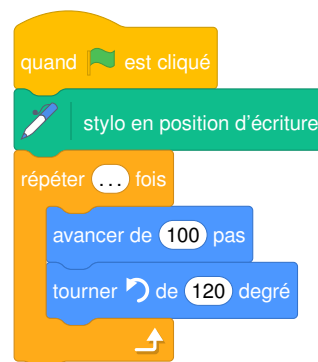 quand est cliqué
stylo en position d'écriture
répéter ... fois
avancer de 100 pas
tourner de 120 degré